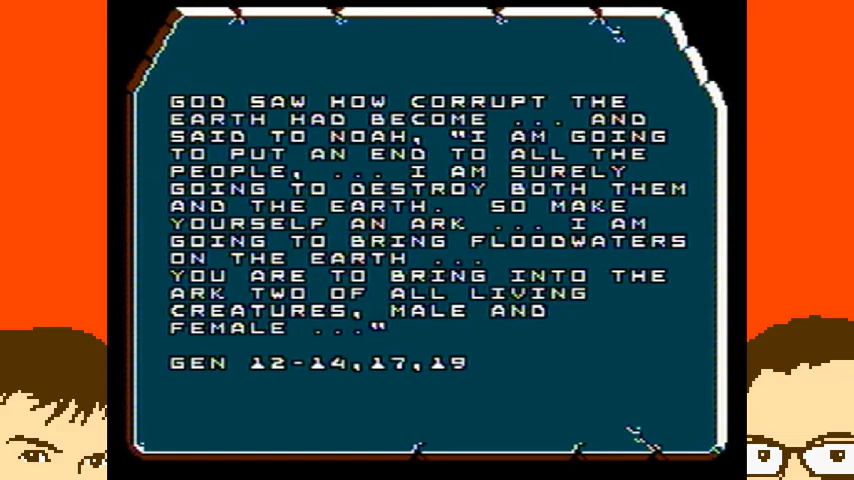 GOD SAW HOW CORRUPT THE
EARTH HAD BECOME ... AND
SAID TO NOAH, "I AM GOING
TO PUT AN END TO ALL THE
PEOPLE, ... I AM SURELY
GOING TO DESTROY BOTH THEM
AND THE EARTH. SO MAKE
YOURSELF AN ARK ... I AM
GOING TO BRING FLOODWATERS
ON THE EARTH ...
YOU ARE TO BRING INTO THE
ARK TWO OF ALL LIVING
CREATURES, MALE AND
FEMALE ..."
GEN 12-14,17,19